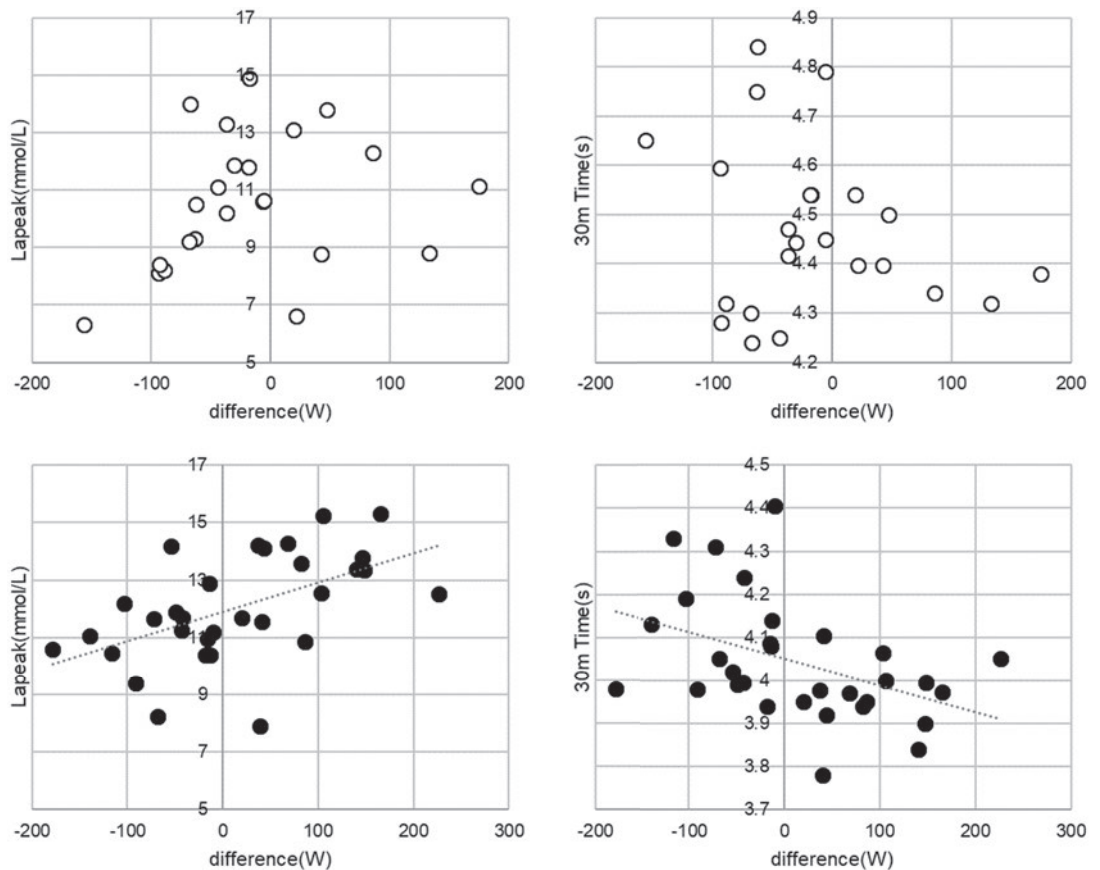 17
15
13
11
9
7
5
-200 -100 0 100 200
Lapeak(mmol/L)
difference(W)
4.9
4.8
4.7
4.6
4.5
4.4
4.3
4.2
-200 -100 0 100 200
30m Time(s)
difference(W)
17
15
13
11
9
7
5
-200 -100 0 100 200 300
Lapeak(mmol/L)
difference(W)
4.5
4.4
4.3
4.2
4.1
4
3.9
3.8
3.7
-200 -100 0 100 200 300
30m Time(s)
difference(W)